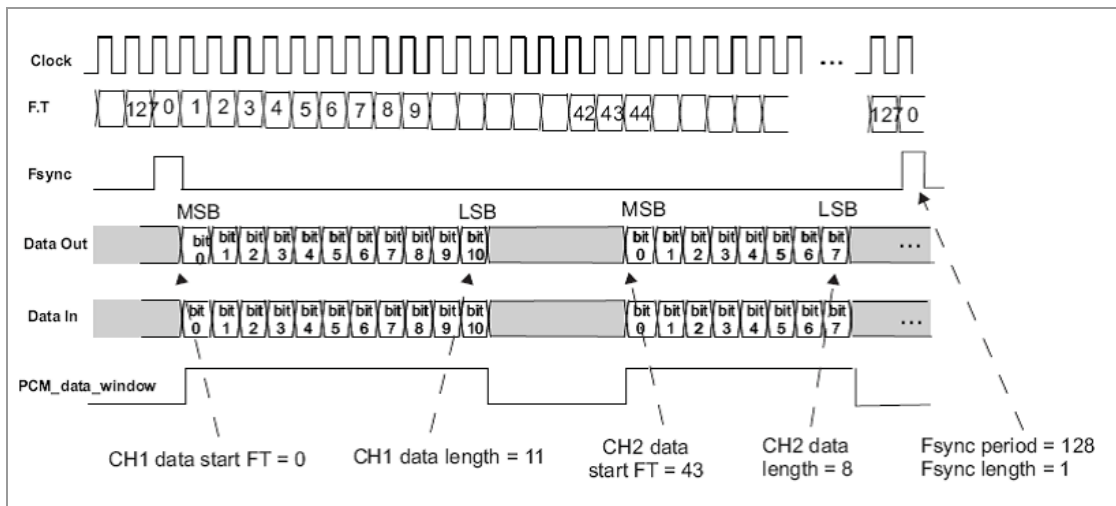 Clock ...
F.T 127 0 1 2 3 4 5 6 7 8 9 42 43 44 127 0
Fsync
MSB LSB MSB LSB
Data Out bit 0 bit 1 bit 2 bit 3 bit 4 bit 5 bit 6 bit 7 bit 8 bit 9 bit 10 bit 0 bit 1 bit 2 bit 3 bit 4 bit 5 bit 6 bit 7 ...
Data In bit 0 bit 1 bit 2 bit 3 bit 4 bit 5 bit 6 bit 7 bit 8 bit 9 bit 10 bit 0 bit 1 bit 2 bit 3 bit 4 bit 5 bit 6 bit 7 ...
PCM_data_window
CH1 data start FT = 0
CH1 data length = 11
CH2 data
start FT = 43
CH2 data
length = 8
Fsync period = 128
Fsync length = 1